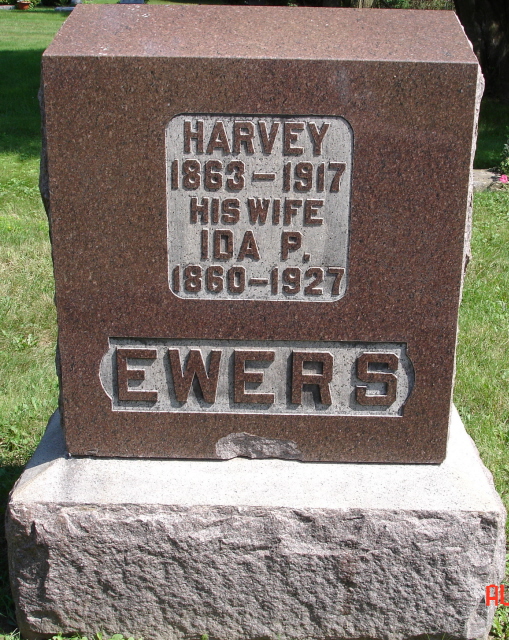 HARVEY
1863-1917
HIS WIFE
IDA P.
1860-1927
EWERS